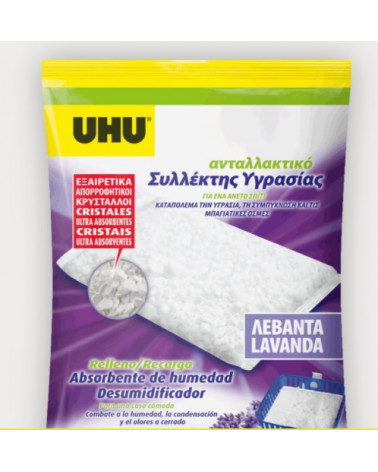 UHU
ανταλλακτικό
Συλλέκτης Υγρασίας
ΓΙΑ ΕΝΑ ΑΝΕΤΟ ΣΠΙΤΙ
ΚΑΤΑΠΟΛΕΜΑ ΤΗΝ ΥΓΡΑΣΙΑ, ΤΗ ΣΥΜΠΥΚΝΩΣΗ ΚΑΙ ΤΙΣ
ΜΠΑΓΙΑΤΙΚΕΣ ΟΣΜΕΣ
ΕΞΑΙΡΕΤΙΚΑ
ΑΠΟΡΡΟΦΗΤΙΚΟΙ
ΚΡΥΣΤΑΛΛΟΙ
CRISTALES
ULTRA ABSORBENTES
CRISTAIS
ULTRA ABSORVENTES
ΛΕΒΑΝΤΑ
LAVANDA
Relleno/Recarga
Absorbente de humedad
Desumidificador
Combate a la humedad, la condensación
y el olores a cerrado